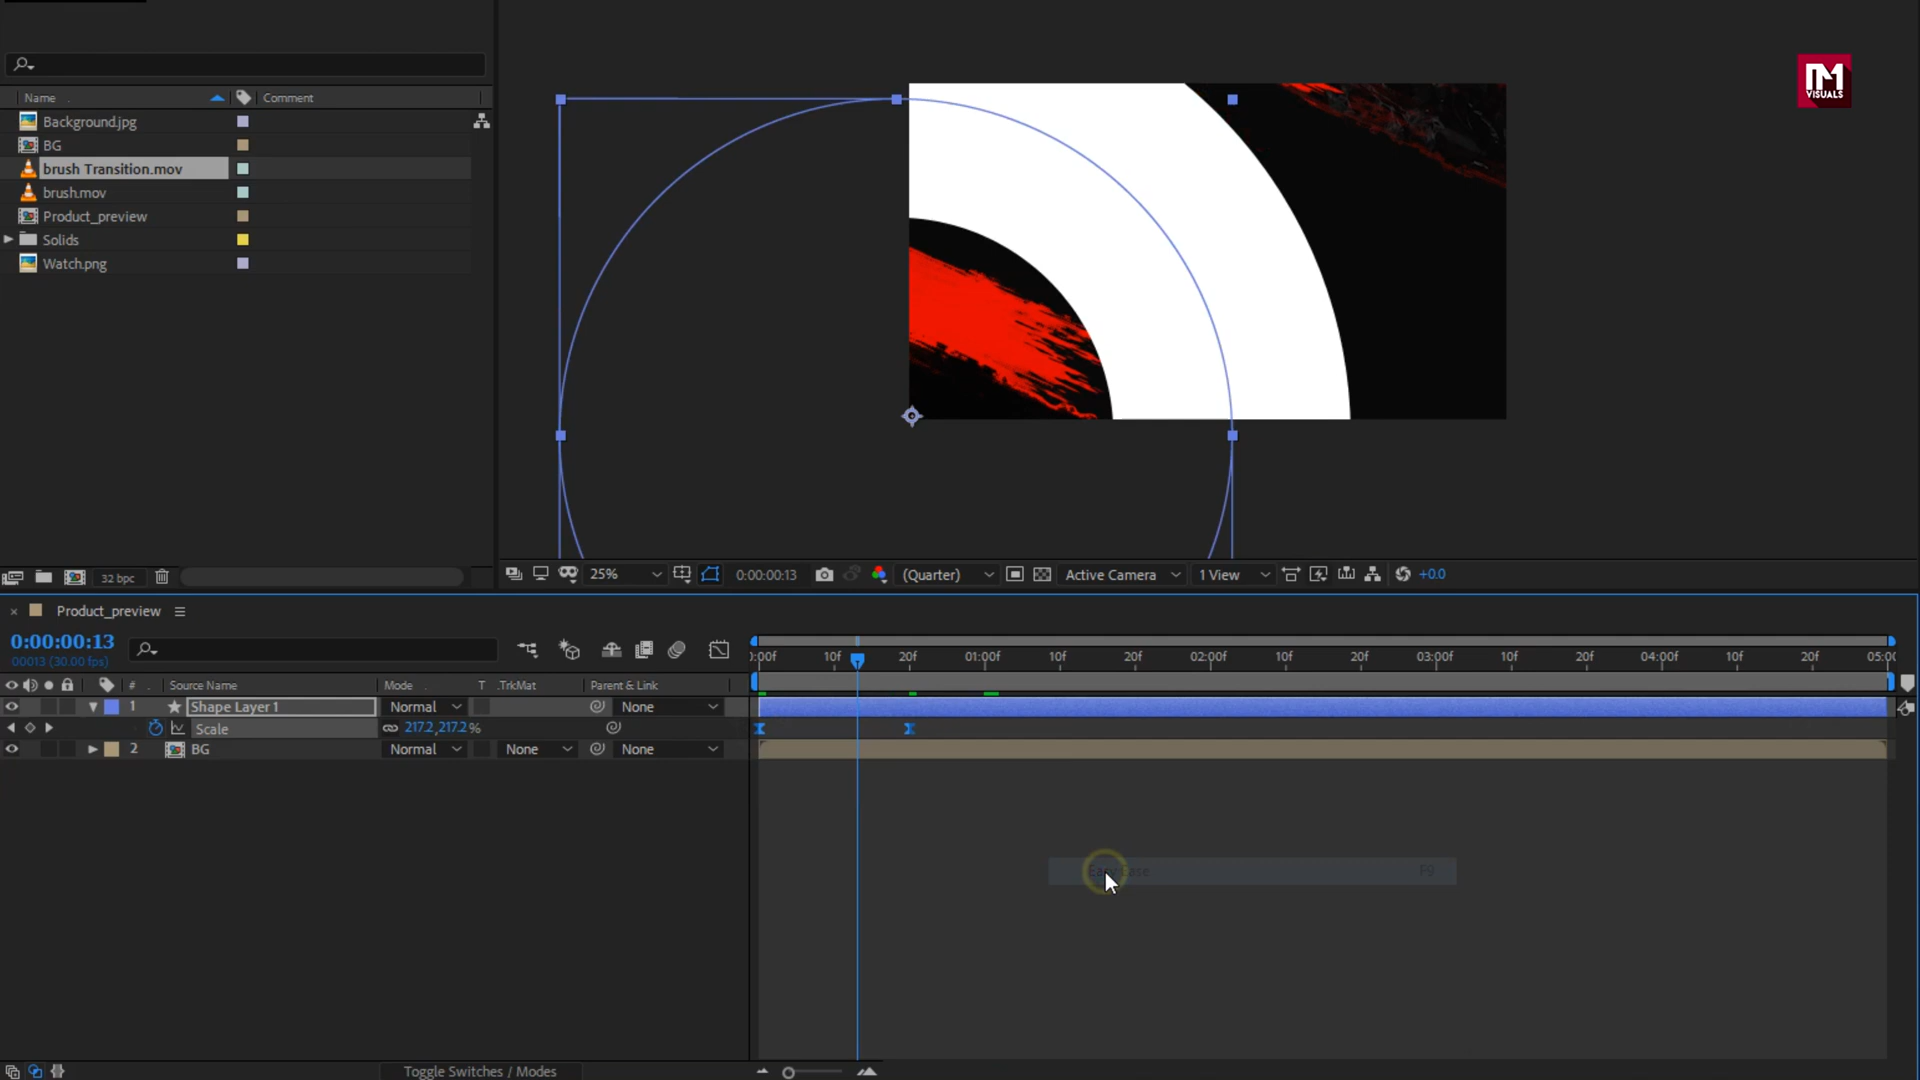 Name Comment
Background.jpg
BG
brush Transition.mov
brush.mov
Product_preview
Solids
Watch.png
M
VISUALS
32 bpc
25% 0:00:00:13 (Quarter) Active Camera 1 View +0.0
Product_preview
0:00:00:13
00013 (30.00 fps)
:00f 10f 20f 01:00f 10f 20f 02:00f 10f 20f 03:00f 10f 20f 04:00f 10f 20f 05:00
# Source Name Mode T .TrkMat Parent & Link
1 Shape Layer 1 Normal None
Scale 217.2,217.2%
2 BG Normal None None
Easy Ease F9
Toggle Switches / Modes